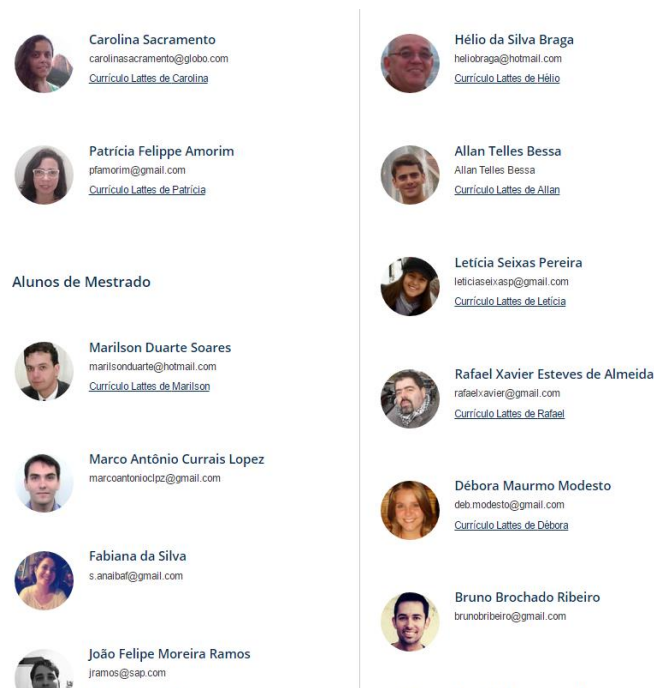 Carolina Sacramento
carolinasacramento@globo.com
Currículo Lattes de Carolina
Patrícia Felippe Amorim
pfamorim@gmail.com
Currículo Lattes de Patrícia
Alunos de Mestrado
Marilson Duarte Soares
marilsonduarte@hotmail.com
Currículo Lattes de Marilson
Marco Antônio Currais Lopez
marcoantonioclpz@gmail.com
Fabiana da Silva
s.anaibaf@gmail.com
João Felipe Moreira Ramos
jramos@sap.com
Hélio da Silva Braga
heliobraga@hotmail.com
Currículo Lattes de Hélio
Allan Telles Bessa
Allan Telles Bessa
Currículo Lattes de Allan
Letícia Seixas Pereira
leticiaseixasp@gmail.com
Currículo Lattes de Letícia
Rafael Xavier Esteves de Almeida
rafaelxavier@gmail.com
Currículo Lattes de Rafael
Débora Maurmo Modesto
deb.modesto@gmail.com
Currículo Lattes de Débora
Bruno Brochado Ribeiro
brunobribeiro@gmail.com